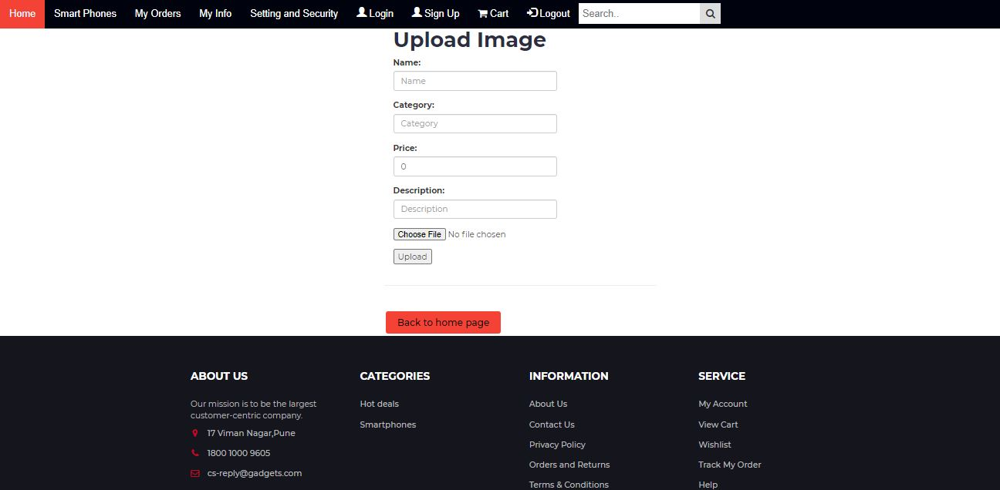 Home Smart Phones My Orders My Info Setting and Security Login Sign Up Cart Logout Search..
Upload Image
Name:
Name
Category:
Category
Price:
0
Description:
Description
Choose File No file chosen
Upload
Back to home page
ABOUT US
Our mission is to be the largest
customer-centric company.
17 Viman Nagar,Pune
1800 1000 9605
cs-reply@gadgets.com
CATEGORIES
Hot deals
Smartphones
INFORMATION
About Us
Contact Us
Privacy Policy
Orders and Returns
Terms & Conditions
SERVICE
My Account
View Cart
Wishlist
Track My Order
Help